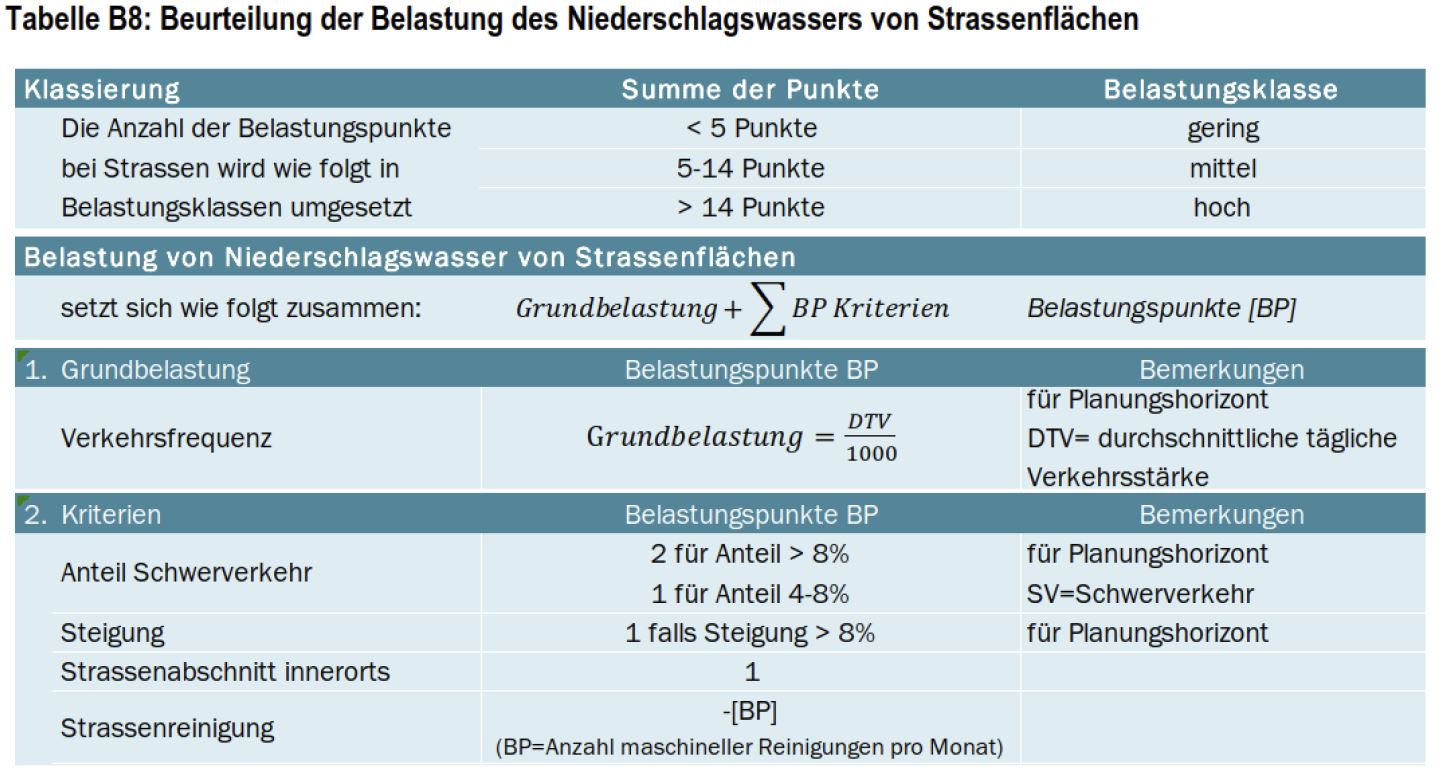 Tabelle B8: Beurteilung der Belastung des Niederschlagswassers von Strassenflächen
Klassierung Summe der Punkte Belastungsklasse
Die Anzahl der Belastungspunkte < 5 Punkte gering
bei Strassen wird wie folgt in 5-14 Punkte mittel
Belastungsklassen umgesetzt > 14 Punkte hoch
Belastung von Niederschlagswasser von Strassenflächen
setzt sich wie folgt zusammen: Grundbelastung + ∑ BP Kriterien Belastungspunkte [BP]
1. Grundbelastung Belastungspunkte BP Bemerkungen
Verkehrsfrequenz Grundbelastung = DTV/1000 für Planungshorizont
DTV= durchschnittliche tägliche
Verkehrsstärke
2. Kriterien Belastungspunkte BP Bemerkungen
Anteil Schwerverkehr 2 für Anteil > 8% für Planungshorizont
1 für Anteil 4-8% SV=Schwerverkehr
Steigung 1 falls Steigung > 8% für Planungshorizont
Strassenabschnitt innerorts 1
Strassenreinigung -[BP]
(BP=Anzahl maschineller Reinigungen pro Monat)